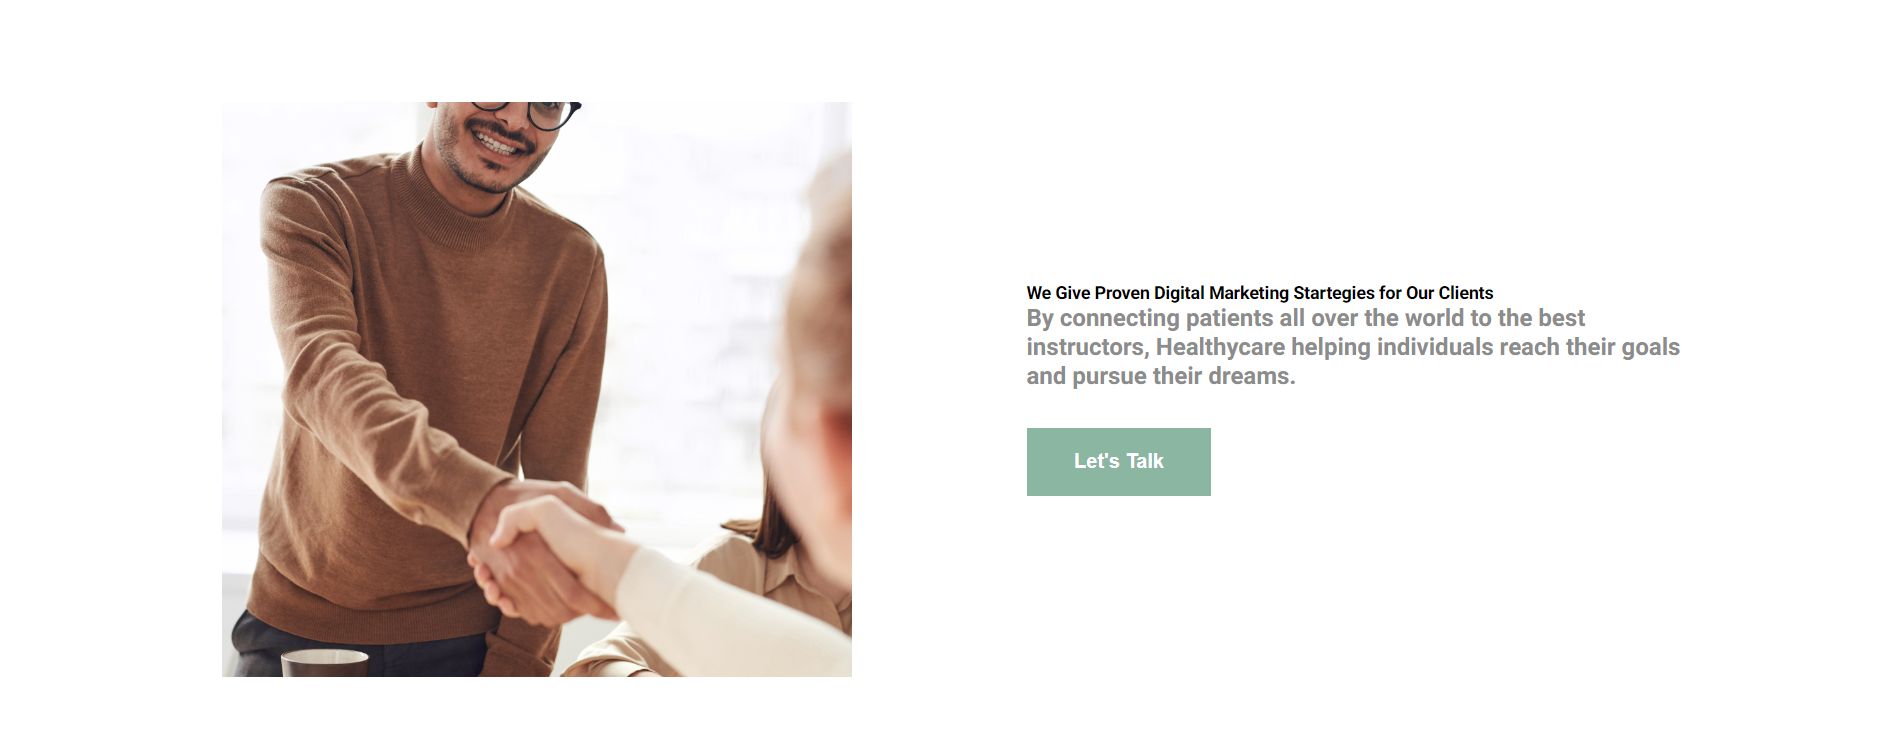 We Give Proven Digital Marketing Startegies for Our Clients
By connecting patients all over the world to the best
instructors, Healthycare helping individuals reach their goals
and pursue their dreams.
Let's Talk